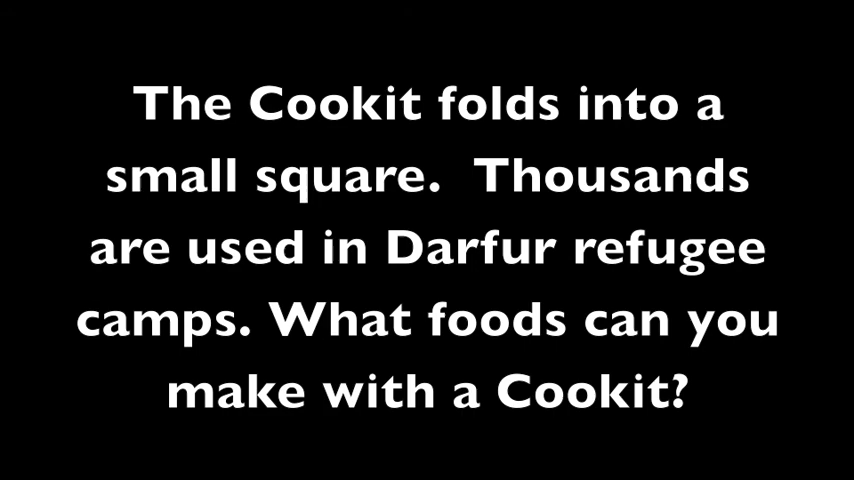 The Cookit folds into a
small square.  Thousands
are used in Darfur refugee
camps. What foods can you
make with a Cookit?